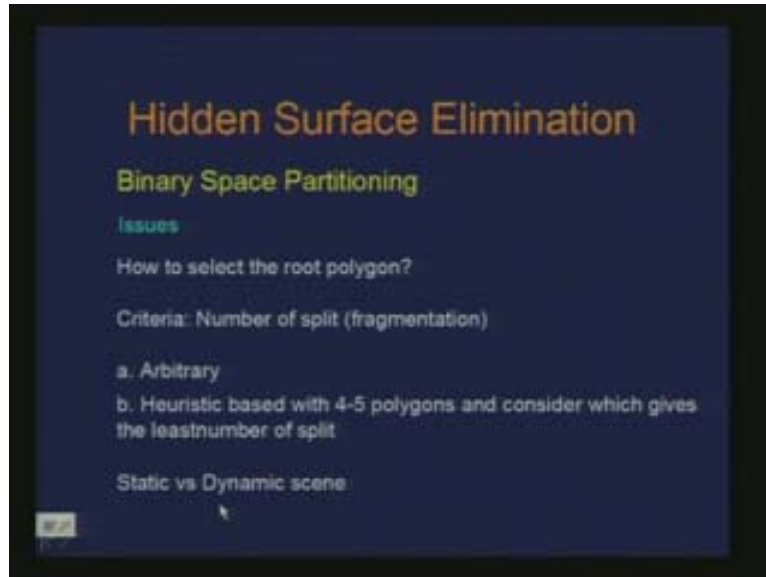 Hidden Surface Elimination
Binary Space Partitioning
Issues
How to select the root polygon?
Criteria: Number of split (fragmentation)
a. Arbitrary
b. Heuristic based with 4-5 polygons and consider which gives
the leastnumber of split
Static vs Dynamic scene